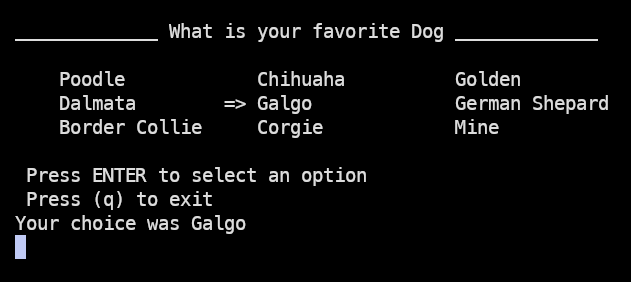 _____________ What is your favorite Dog _____________
Poodle Chihuaha Golden
Dalmata => Galgo German Shepard
Border Collie Corgie Mine
Press ENTER to select an option
Press (q) to exit
Your choice was Galgo